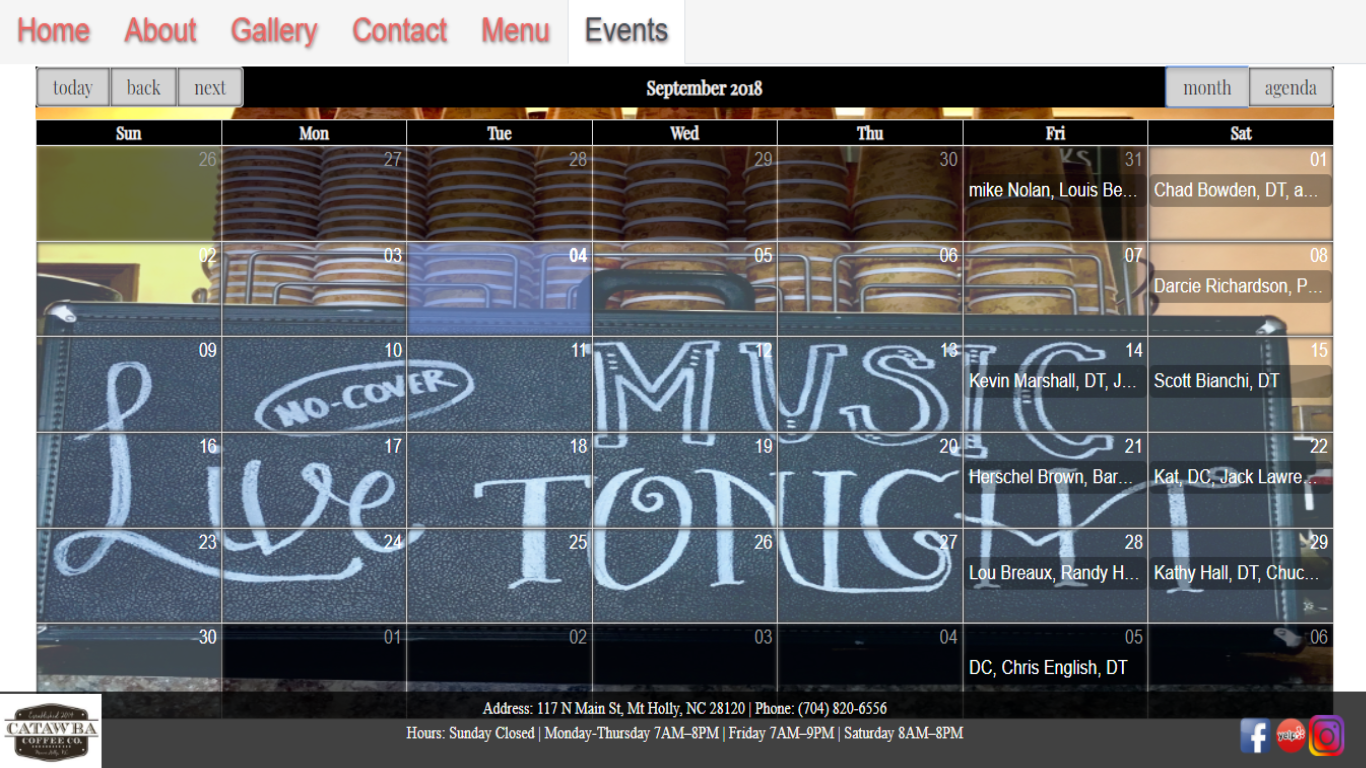 Home About Gallery Contact Menu Events
today back next September 2018 month agenda
Sun Mon Tue Wed Thu Fri Sat
26 27 28 29 30 31 01
mike Nolan, Louis Be... Chad Bowden, DT, a...
02 03 04 05 06 07 08
Darcie Richardson, P...
09 10 11 12 13 14 15
Kevin Marshall, DT, J... Scott Bianchi, DT
NO-COVER MUSIC
16 17 18 19 20 21 22
Herschel Brown, Bar... Kat, DC, Jack Lawre...
Live TONIGHT
23 24 25 26 27 28 29
Lou Breaux, Randy H... Kathy Hall, DT, Chuc...
30 01 02 03 04 05 06
DC, Chris English, DT
Address: 117 N Main St, Mt Holly, NC 28120 | Phone: (704) 820-6556
Hours: Sunday Closed | Monday-Thursday 7AM–8PM | Friday 7AM–9PM | Saturday 8AM–8PM
CATAWBA
COFFEE CO.
yelp